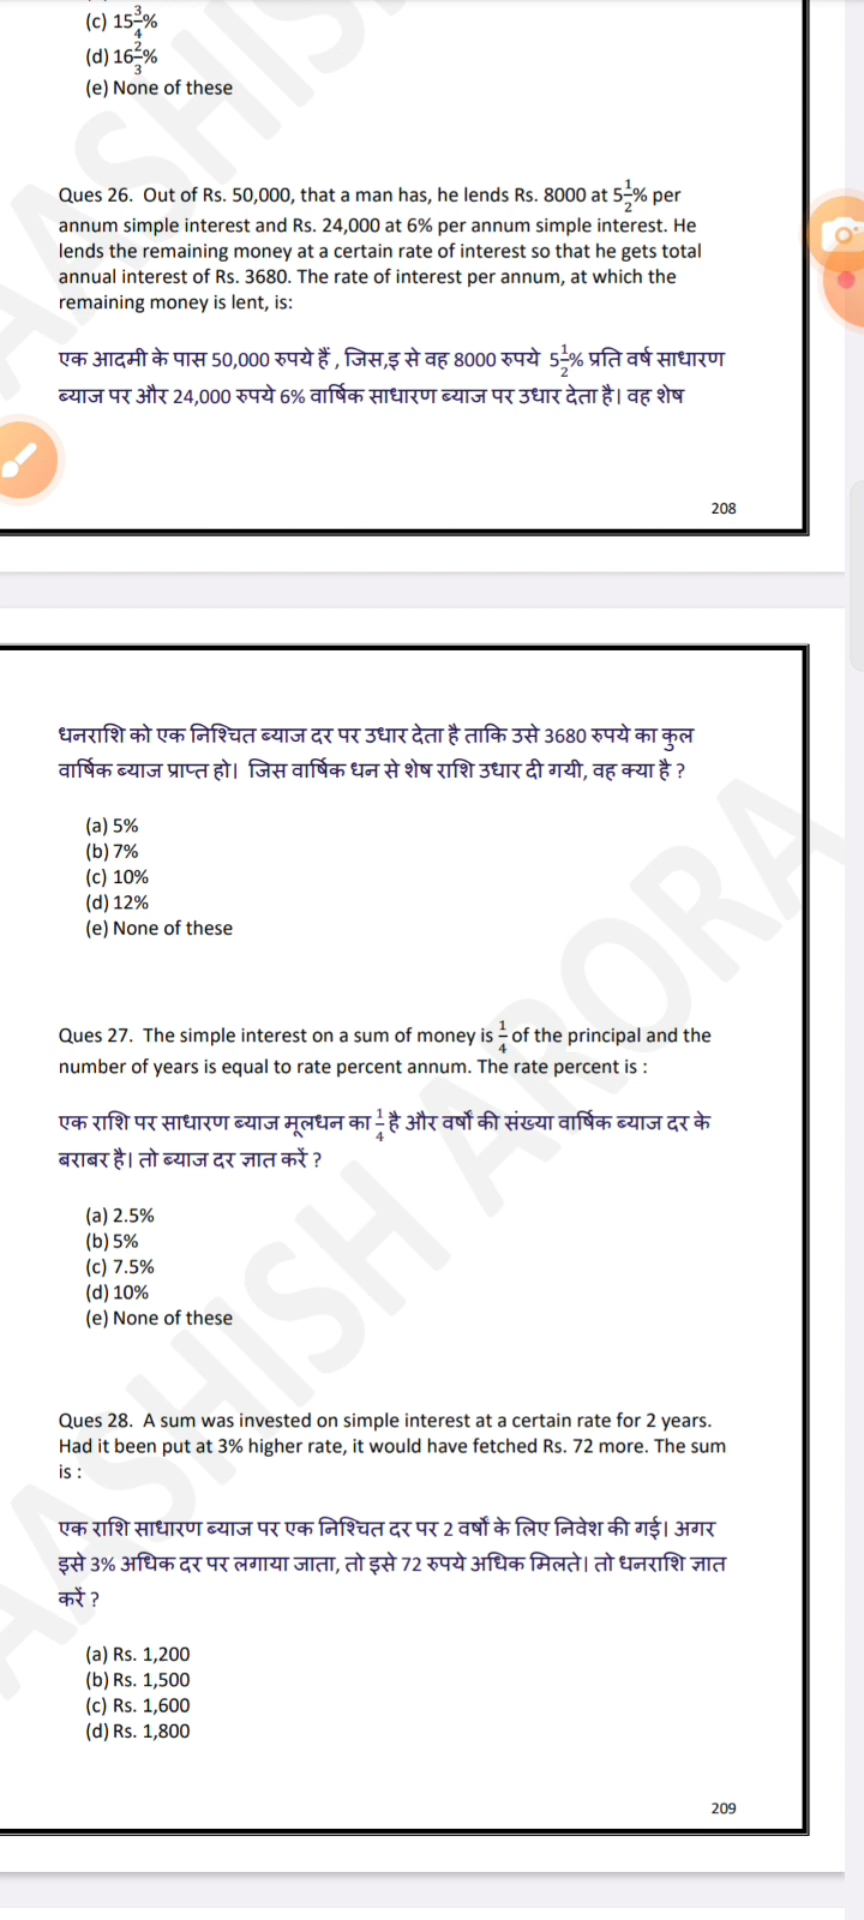 (c) 15¾%
(d) 16⅔%
(e) None of these
Ques 26. Out of Rs. 50,000, that a man has, he lends Rs. 8000 at 5½% per
annum simple interest and Rs. 24,000 at 6% per annum simple interest. He
lends the remaining money at a certain rate of interest so that he gets total
annual interest of Rs. 3680. The rate of interest per annum, at which the
remaining money is lent, is:
एक आदमी के पास 50,000 रुपये हैं , जिस,इ से वह 8000 रुपये 5½% प्रति वर्ष साधारण
ब्याज पर और 24,000 रुपये 6% वार्षिक साधारण ब्याज पर उधार देता है। वह शेष
208
धनराशि को एक निश्चित ब्याज दर पर उधार देता है ताकि उसे 3680 रुपये का कुल
वार्षिक ब्याज प्राप्त हो। जिस वार्षिक धन से शेष राशि उधार दी गयी, वह क्या है ?
(a) 5%
(b) 7%
(c) 10%
(d) 12%
(e) None of these
Ques 27. The simple interest on a sum of money is ¼ of the principal and the
number of years is equal to rate percent annum. The rate percent is :
एक राशि पर साधारण ब्याज मूलधन का ¼ है और वर्षो की संख्या वार्षिक ब्याज दर के
बराबर है। तो ब्याज दर ज्ञात करें ?
(a) 2.5%
(b) 5%
(c) 7.5%
(d) 10%
(e) None of these
Ques 28. A sum was invested on simple interest at a certain rate for 2 years.
Had it been put at 3% higher rate, it would have fetched Rs. 72 more. The sum
is :
एक राशि साधारण ब्याज पर एक निश्चित दर पर 2 वर्षो के लिए निवेश की गई। अगर
इसे 3% अधिक दर पर लगाया जाता, तो इसे 72 रुपये अधिक मिलते। तो धनराशि ज्ञात
करें ?
(a) Rs. 1,200
(b) Rs. 1,500
(c) Rs. 1,600
(d) Rs. 1,800
209
AASHISH ARORA